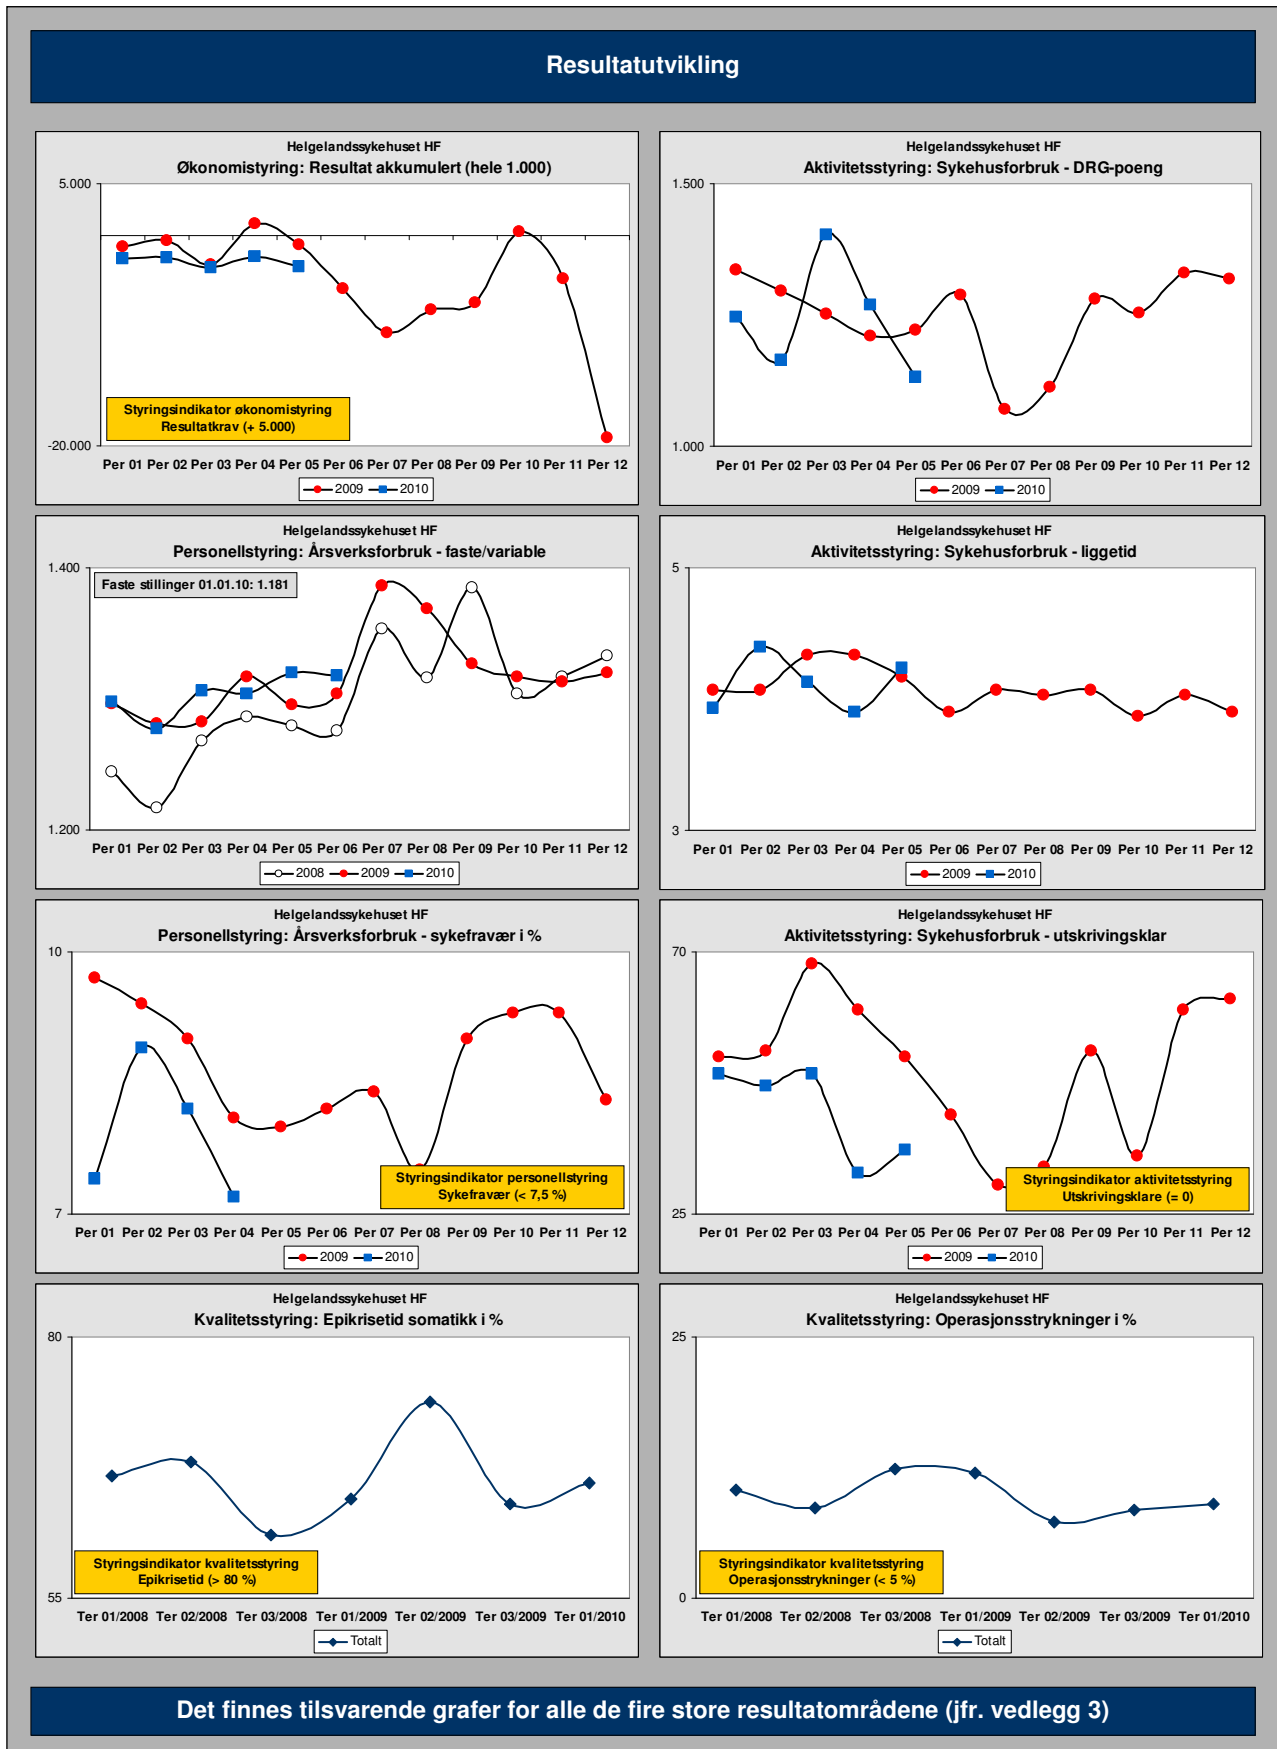 Resultatutvikling
Helgelandssykehuset HF
Økonomistyring: Resultat akkumulert (hele 1.000)
5.000
-20.000
Styringsindikator økonomistyring
Resultatkrav (+ 5.000)
Per 01 Per 02 Per 03 Per 04 Per 05 Per 06 Per 07 Per 08 Per 09 Per 10 Per 11 Per 12
2009 2010
Helgelandssykehuset HF
Aktivitetsstyring: Sykehusforbruk - DRG-poeng
1.500
1.000
Per 01 Per 02 Per 03 Per 04 Per 05 Per 06 Per 07 Per 08 Per 09 Per 10 Per 11 Per 12
2009 2010
Helgelandssykehuset HF
Personellstyring: Årsverksforbruk - faste/variable
1.400
Faste stillinger 01.01.10: 1.181
1.200
Per 01 Per 02 Per 03 Per 04 Per 05 Per 06 Per 07 Per 08 Per 09 Per 10 Per 11 Per 12
2008 2009 2010
Helgelandssykehuset HF
Aktivitetsstyring: Sykehusforbruk - liggetid
5
3
Per 01 Per 02 Per 03 Per 04 Per 05 Per 06 Per 07 Per 08 Per 09 Per 10 Per 11 Per 12
2009 2010
Helgelandssykehuset HF
Personellstyring: Årsverksforbruk - sykefravær i %
10
Styringsindikator personellstyring
Sykefravær (< 7,5 %)
7
Per 01 Per 02 Per 03 Per 04 Per 05 Per 06 Per 07 Per 08 Per 09 Per 10 Per 11 Per 12
2009 2010
Helgelandssykehuset HF
Aktivitetsstyring: Sykehusforbruk - utskrivingsklar
70
Styringsindikator aktivitetsstyring
Utskrivingsklare (= 0)
25
Per 01 Per 02 Per 03 Per 04 Per 05 Per 06 Per 07 Per 08 Per 09 Per 10 Per 11 Per 12
2009 2010
Helgelandssykehuset HF
Kvalitetsstyring: Epikrisetid somatikk i %
80
Styringsindikator kvalitetsstyring
Epikrisetid (> 80 %)
55
Ter 01/2008 Ter 02/2008 Ter 03/2008 Ter 01/2009 Ter 02/2009 Ter 03/2009 Ter 01/2010
Totalt
Helgelandssykehuset HF
Kvalitetsstyring: Operasjonsstrykninger i %
25
Styringsindikator kvalitetsstyring
Operasjonsstrykninger (< 5 %)
0
Ter 01/2008 Ter 02/2008 Ter 03/2008 Ter 01/2009 Ter 02/2009 Ter 03/2009 Ter 01/2010
Totalt
Det finnes tilsvarende grafer for alle de fire store resultatområdene (jfr. vedlegg 3)